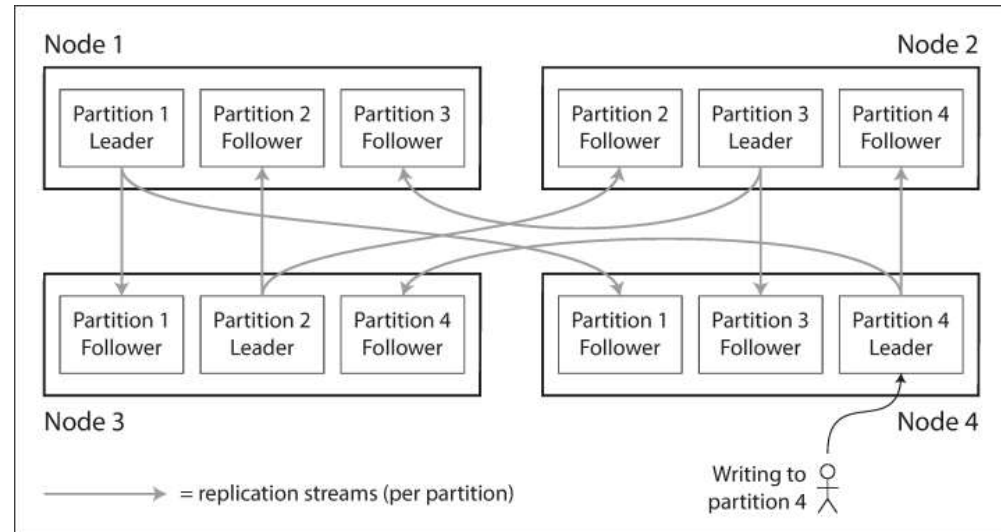 Node 1
Node 2
Partition 1
Leader
Partition 2
Follower
Partition 3
Follower
Partition 2
Follower
Partition 3
Leader
Partition 4
Follower
Partition 1
Follower
Partition 2
Leader
Partition 4
Follower
Partition 1
Follower
Partition 3
Follower
Partition 4
Leader
Node 3
Node 4
= replication streams (per partition)
Writing to
partition 4